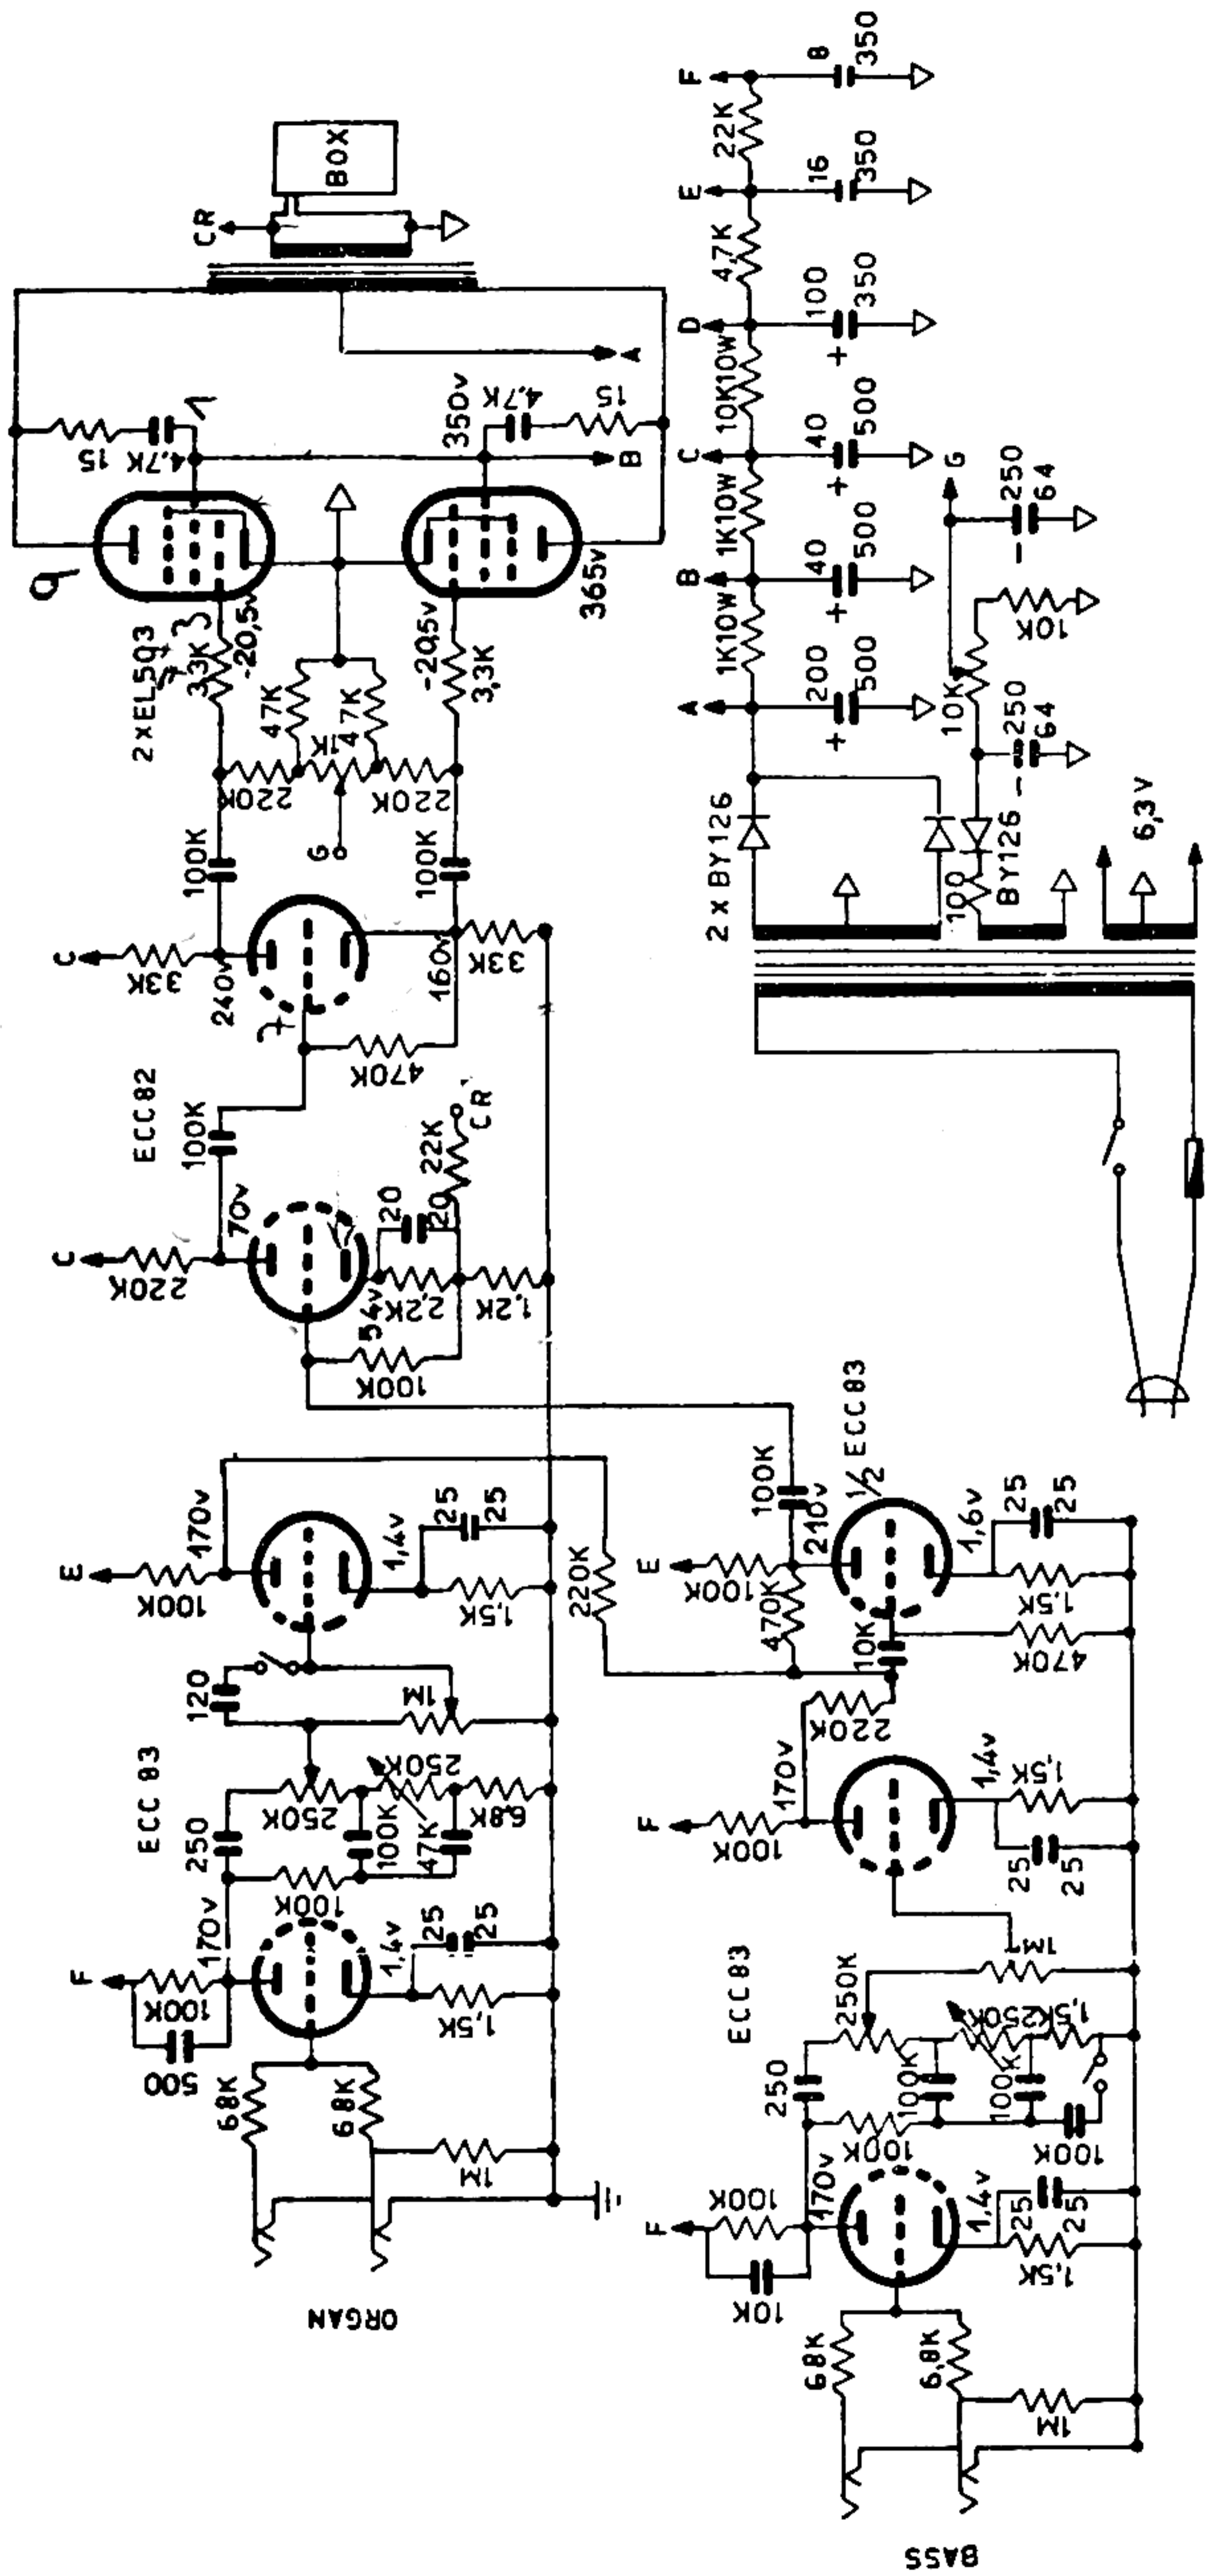 ORGAN
68K
68K
1M
500
100K
F
170v
1,4v
1,5K
25
25
ECC 83
250
100K
250K
100K
47K
250K
6,8K
120
1M
E
100K
170v
1,4v
1,5K
25
25
220K
C
220K
70v
54v
100K
2,2K
20
20
1,2K
22K
CR
ECC82
100K
470K
C
33K
240v
160v
33K
100K
100K
G
220K
1K
220K
47K
47K
2xEL503
3,3K
-20,5v
-20,5v
3,3K
9
15
4,7K
350v
4,7K
15
365v
B
A
CR
BOX
BASS
68K
6,8K
1M
10K
100K
F
170v
1,4v
1,5K
25
25
ECC83
250
100K
250K
100K
100K
250K
1,5K
100K
1M
F
100K
170v
1,4v
1,5K
25
25
220K
10K
470K
470K
E
100K
100K
210v
1/2 ECC83
1,6v
1,5K
25
25
2 x BY126
100
BY126
6,3V
A
200
500
1K10W
B
40
500
1K10W
C
40
500
10K10W
D
100
350
4,7K
E
16
350
22K
F
8
350
10K
250
64
10K
250
64
G